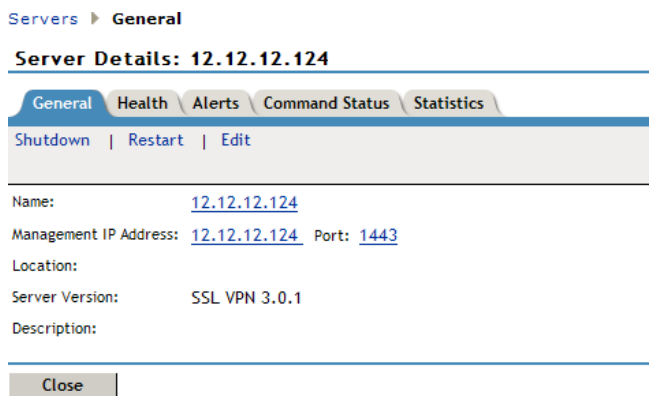 Servers General
Server Details: 12.12.12.124
General Health Alerts Command Status Statistics
Shutdown | Restart | Edit
Name: 12.12.12.124
Management IP Address: 12.12.12.124 Port: 1443
Location:
Server Version: SSL VPN 3.0.1
Description:
Close